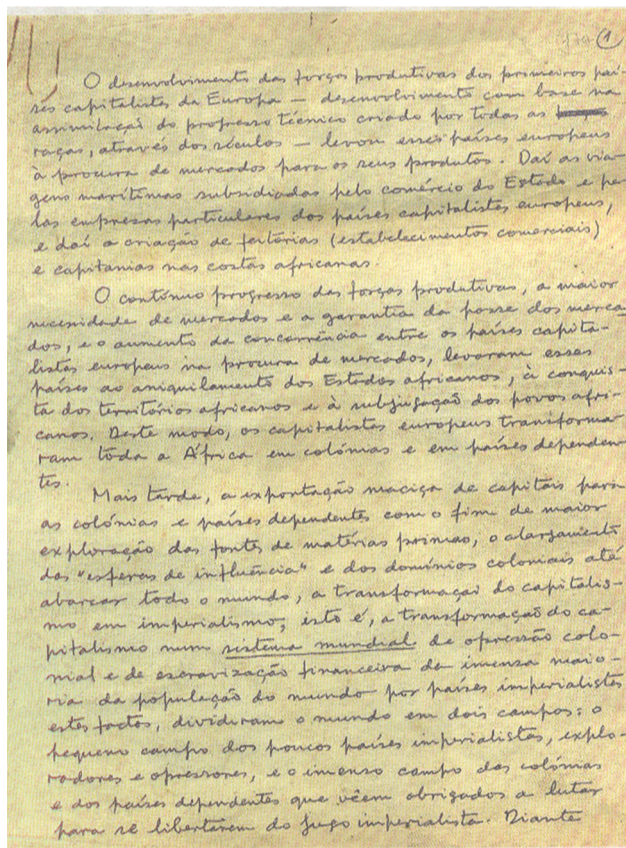 1
O desenvolvimento das forças produtivas dos primeiros paí-
ses capitalistas da Europa — desenvolvimento com base na
assimilação do progresso técnico criado por todas as
raças, através dos séculos — levou esses países europeus
à procura de mercados para os seus produtos. Daí as via-
gens marítimas subsidiadas pelo comércio do Estado e pe-
las empresas particulares dos países capitalistas europeus,
e daí a criação de feitórias (estabelecimentos comerciais)
e capitanias nas costas africanas.
O contínuo progresso das forças produtivas, a maior
necessidade de mercados e a garantia da posse dos merca-
dos, e o aumento da concorrência entre os países capita-
listas europeus na procura de mercados, levaram esses
países ao aniquilamento dos Estados africanos, à conquis-
ta dos territórios africanos e à subjugação dos povos afri-
canos. Deste modo, os capitalistas europeus transforma-
ram toda a África em colónias e em países dependen-
tes.
Mais tarde, a exportação maciça de capitais para
as colónias e países dependentes com o fim de maior
exploração das fontes de matérias primas, o alargamento
das "esferas de influência" e dos domínios coloniais até
abarcar todo o mundo, a transformação do capitalis-
mo em imperialismo, isto é, a transformação do ca-
pitalismo num sistema mundial de opressão colo-
nial e de escravização financeira da imensa maio-
ria da população do mundo por países imperialistas
estes factos, dividiram o mundo em dois campos: o
pequeno campo dos poucos países imperialistas, explo-
radores e opressores, e o imenso campo das colónias
e dos países dependentes que vêem obrigados a lutar
para se libertarem do jugo imperialista. Diante